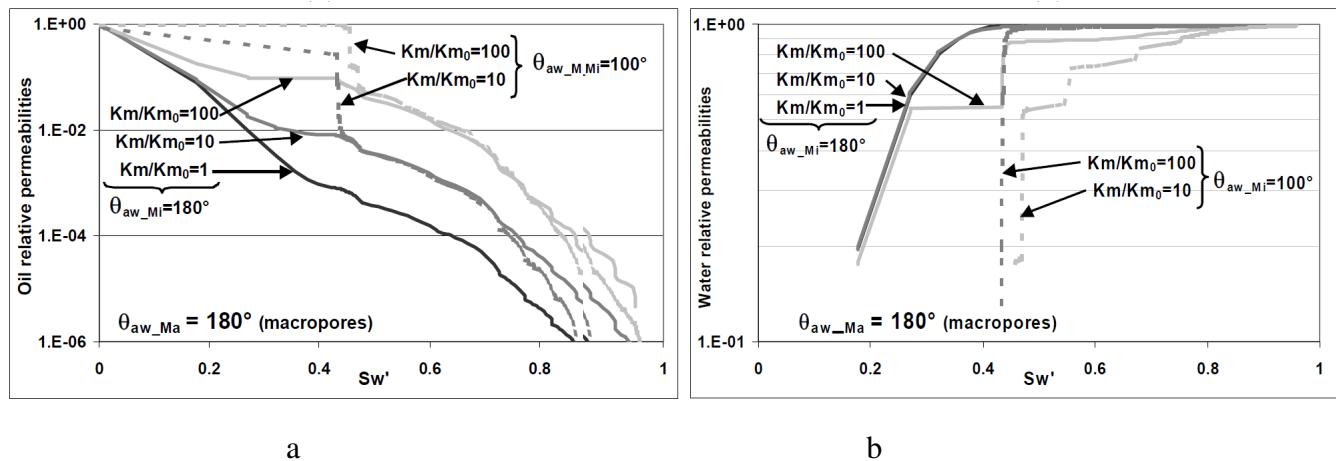 1.E+00
1.E-02
1.E-04
1.E-06
Oil relative permeabilities
Km/Km₀=100
Km/Km₀=10
θaw_M.Mi=100°
Km/Km₀=100
Km/Km₀=10
Km/Km₀=1
θaw_Mi=180°
θaw_Ma = 180° (macropores)
0 0.2 0.4 0.6 0.8 1
Sw'
a
1.E+00
1.E-01
Water relative permeabilities
Km/Km₀=100
Km/Km₀=10
Km/Km₀=1
θaw_Mi=180°
Km/Km₀=100
Km/Km₀=10
θaw_Mi=100°
θaw_Ma = 180° (macropores)
0 0.2 0.4 0.6 0.8 1
Sw'
b